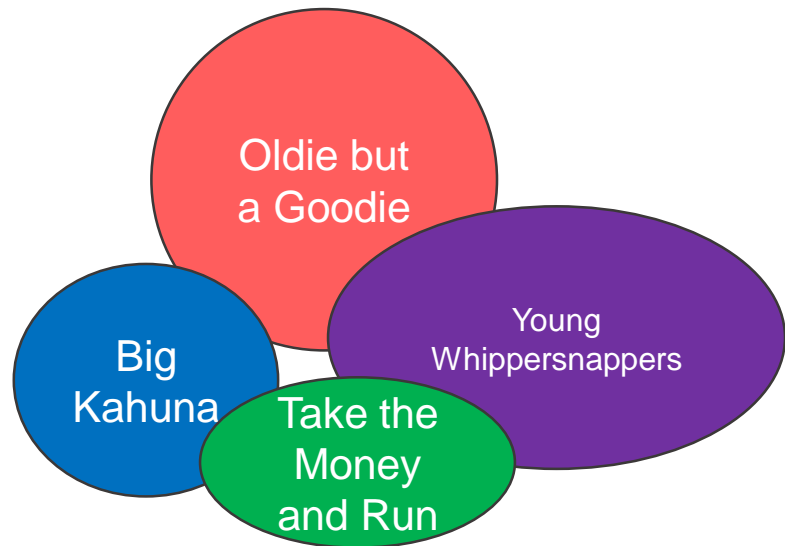 Oldie but
a Goodie
Young
Whippersnappers
Big
Kahuna
Take the
Money
and Run